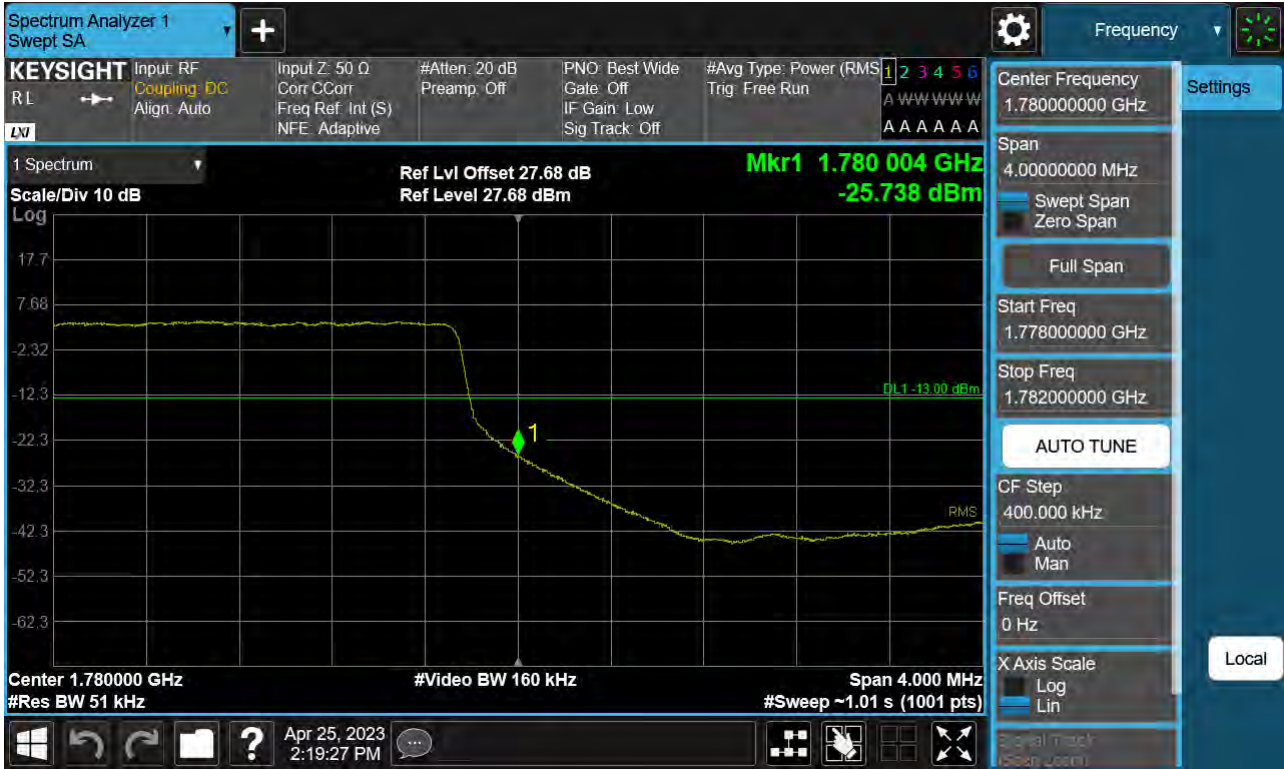 Spectrum Analyzer 1
Swept SA
Frequency
KEYSIGHT
R L
LXI
Input: RF
Coupling: DC
Align: Auto
Input Z: 50 Ω
Corr CCorr
Freq Ref: Int (S)
NFE: Adaptive
#Atten: 20 dB
Preamp: Off
PNO: Best Wide
Gate: Off
IF Gain: Low
Sig Track: Off
#Avg Type: Power (RMS
Trig: Free Run
1 2 3 4 5 6
A W W W W W
A A A A A A
1 Spectrum
Scale/Div 10 dB
Log
Ref Lvl Offset 27.68 dB
Ref Level 27.68 dBm
Mkr1 1.780 004 GHz
-25.738 dBm
17.7
7.68
-2.32
-12.3
-22.3
-32.3
-42.3
-52.3
-62.3
DL1 -13.00 dBm
1
RMS
Center 1.780000 GHz
#Res BW 51 kHz
#Video BW 160 kHz
Span 4.000 MHz
#Sweep ~1.01 s (1001 pts)
Center Frequency
1.780000000 GHz
Settings
Span
4.00000000 MHz
Swept Span
Zero Span
Full Span
Start Freq
1.778000000 GHz
Stop Freq
1.782000000 GHz
AUTO TUNE
CF Step
400.000 kHz
Auto
Man
Freq Offset
0 Hz
X Axis Scale
Log
Lin
Local
Signal Track
(Span Zoom)
?
Apr 25, 2023
2:19:27 PM